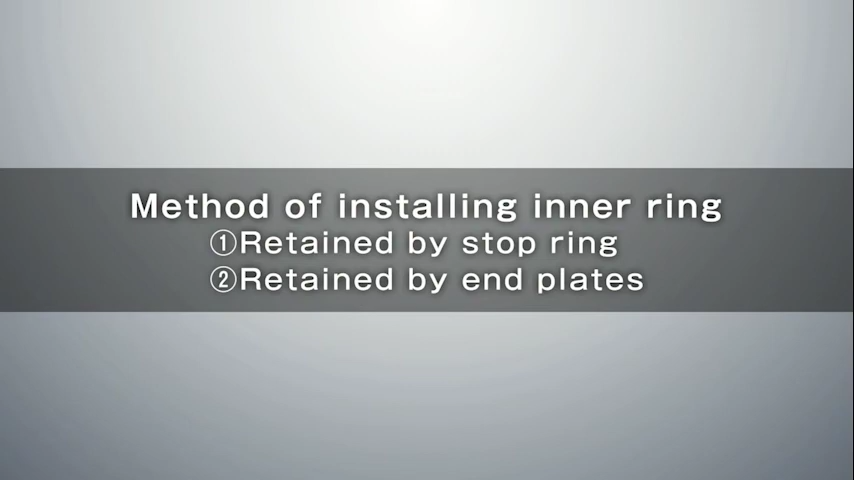 Method of installing inner ring
①Retained by stop ring
②Retained by end plates